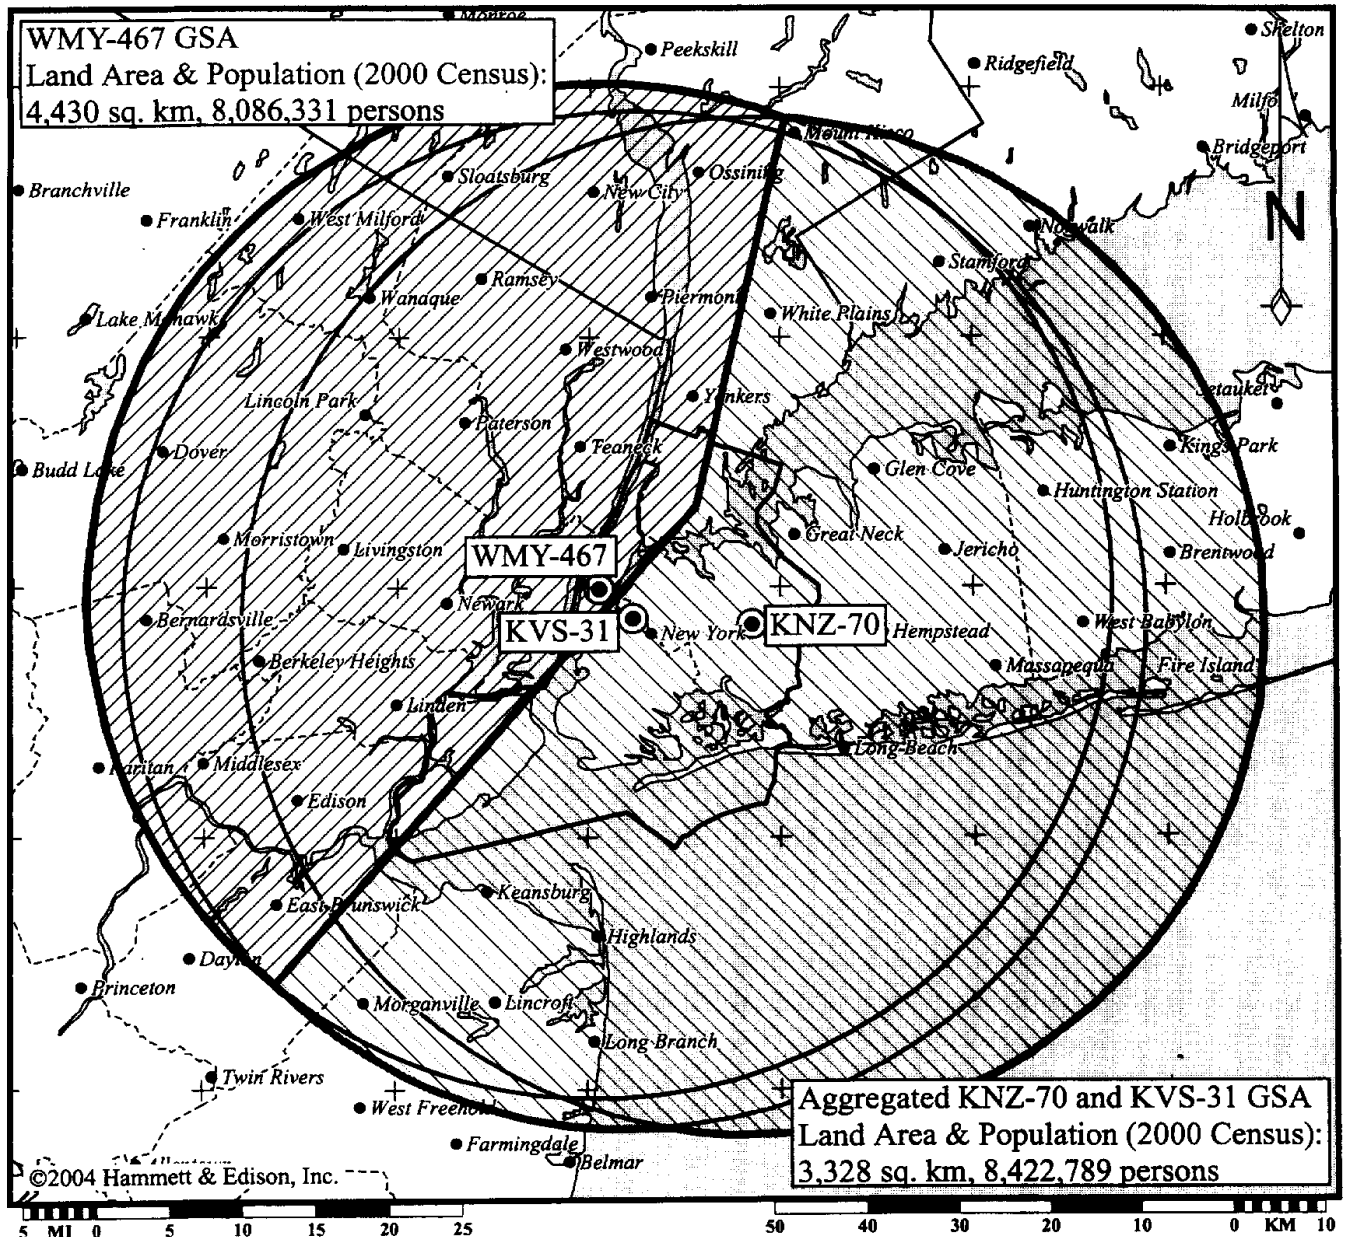 Monroe
WMY-467 GSA
Land Area & Population (2000 Census):
4,430 sq. km, 8,086,331 persons
Peekskill
Ridgefield
Shelton
Bridgeport
Mount Kisco
Branchville
Sloatsburg
New City
Ossining
Franklin
West Milford
Norwalk
N
Stamford
Ramsey
Wanaque
Piermont
White Plains
Lake Mohawk
Westwood
Lincoln Park
Yonkers
Setauket
Paterson
Teaneck
Dover
Budd Lake
Glen Cove
Kings Park
Huntington Station
Holbrook
Morristown
Livingston
WMY-467
Great Neck
Jericho
Brentwood
Bernardsville
Newark
KVS-31
New York
KNZ-70
Hempstead
West Babylon
Berkeley Heights
Massapequa
Fire Island
Linden
Long Beach
Raritan
Middlesex
Edison
East Brunswick
Keansburg
Highlands
Dayton
Princeton
Morganville
Lincroft
Long Branch
Twin Rivers
West Freehold
Farmingdale
Belmar
Aggregated KNZ-70 and KVS-31 GSA
Land Area & Population (2000 Census):
3,328 sq. km, 8,422,789 persons
©2004 Hammett & Edison, Inc.
5 MI 0 5 10 15 20 25
50 40 30 20 10 0 KM 10